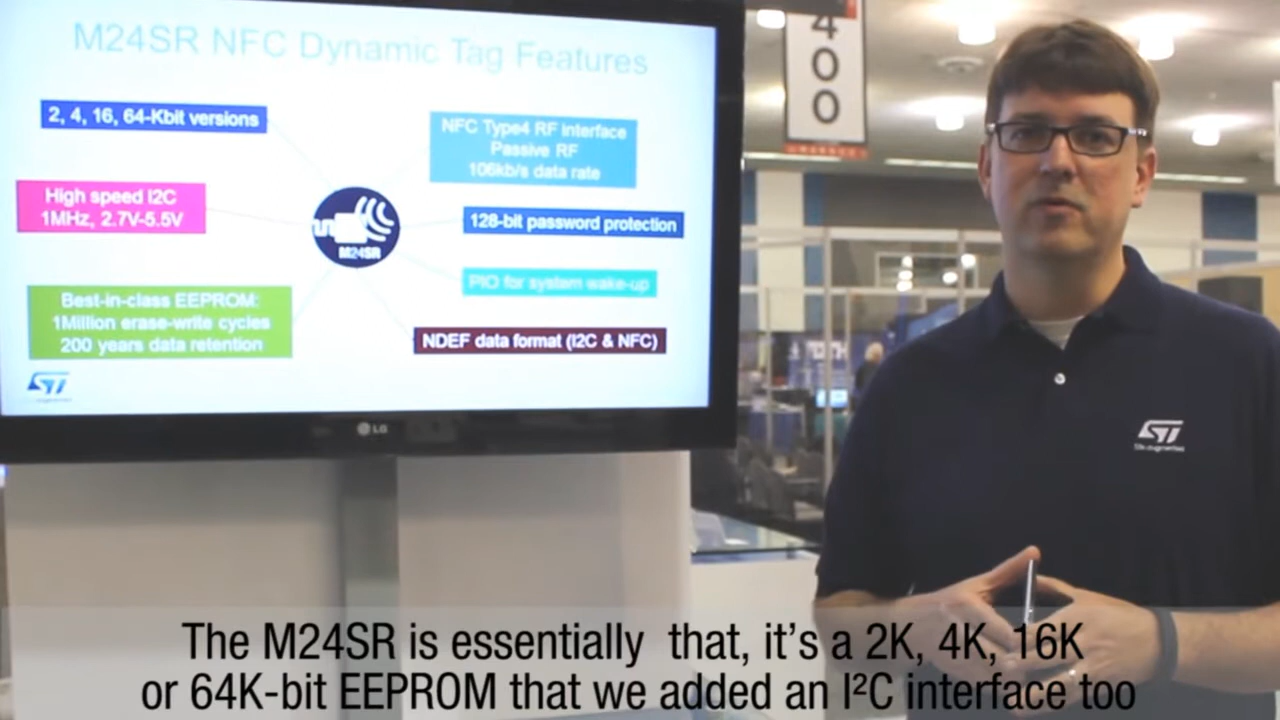 M24SR NFC Dynamic Tag Features
2, 4, 16, 64-Kbit versions
High speed I2C
1MHz, 2.7V-5.5V
Best-in-class EEPROM:
1Million erase-write cycles
200 years data retention
M24SR
NFC Type4 RF interface
Passive RF
106kb/s data rate
128-bit password protection
PIO for system wake-up
NDEF data format (I2C & NFC)
ST
LG
400
ST
The M24SR is essentially  that, it's a 2K, 4K, 16K
or 64K-bit EEPROM that we added an I²C interface too